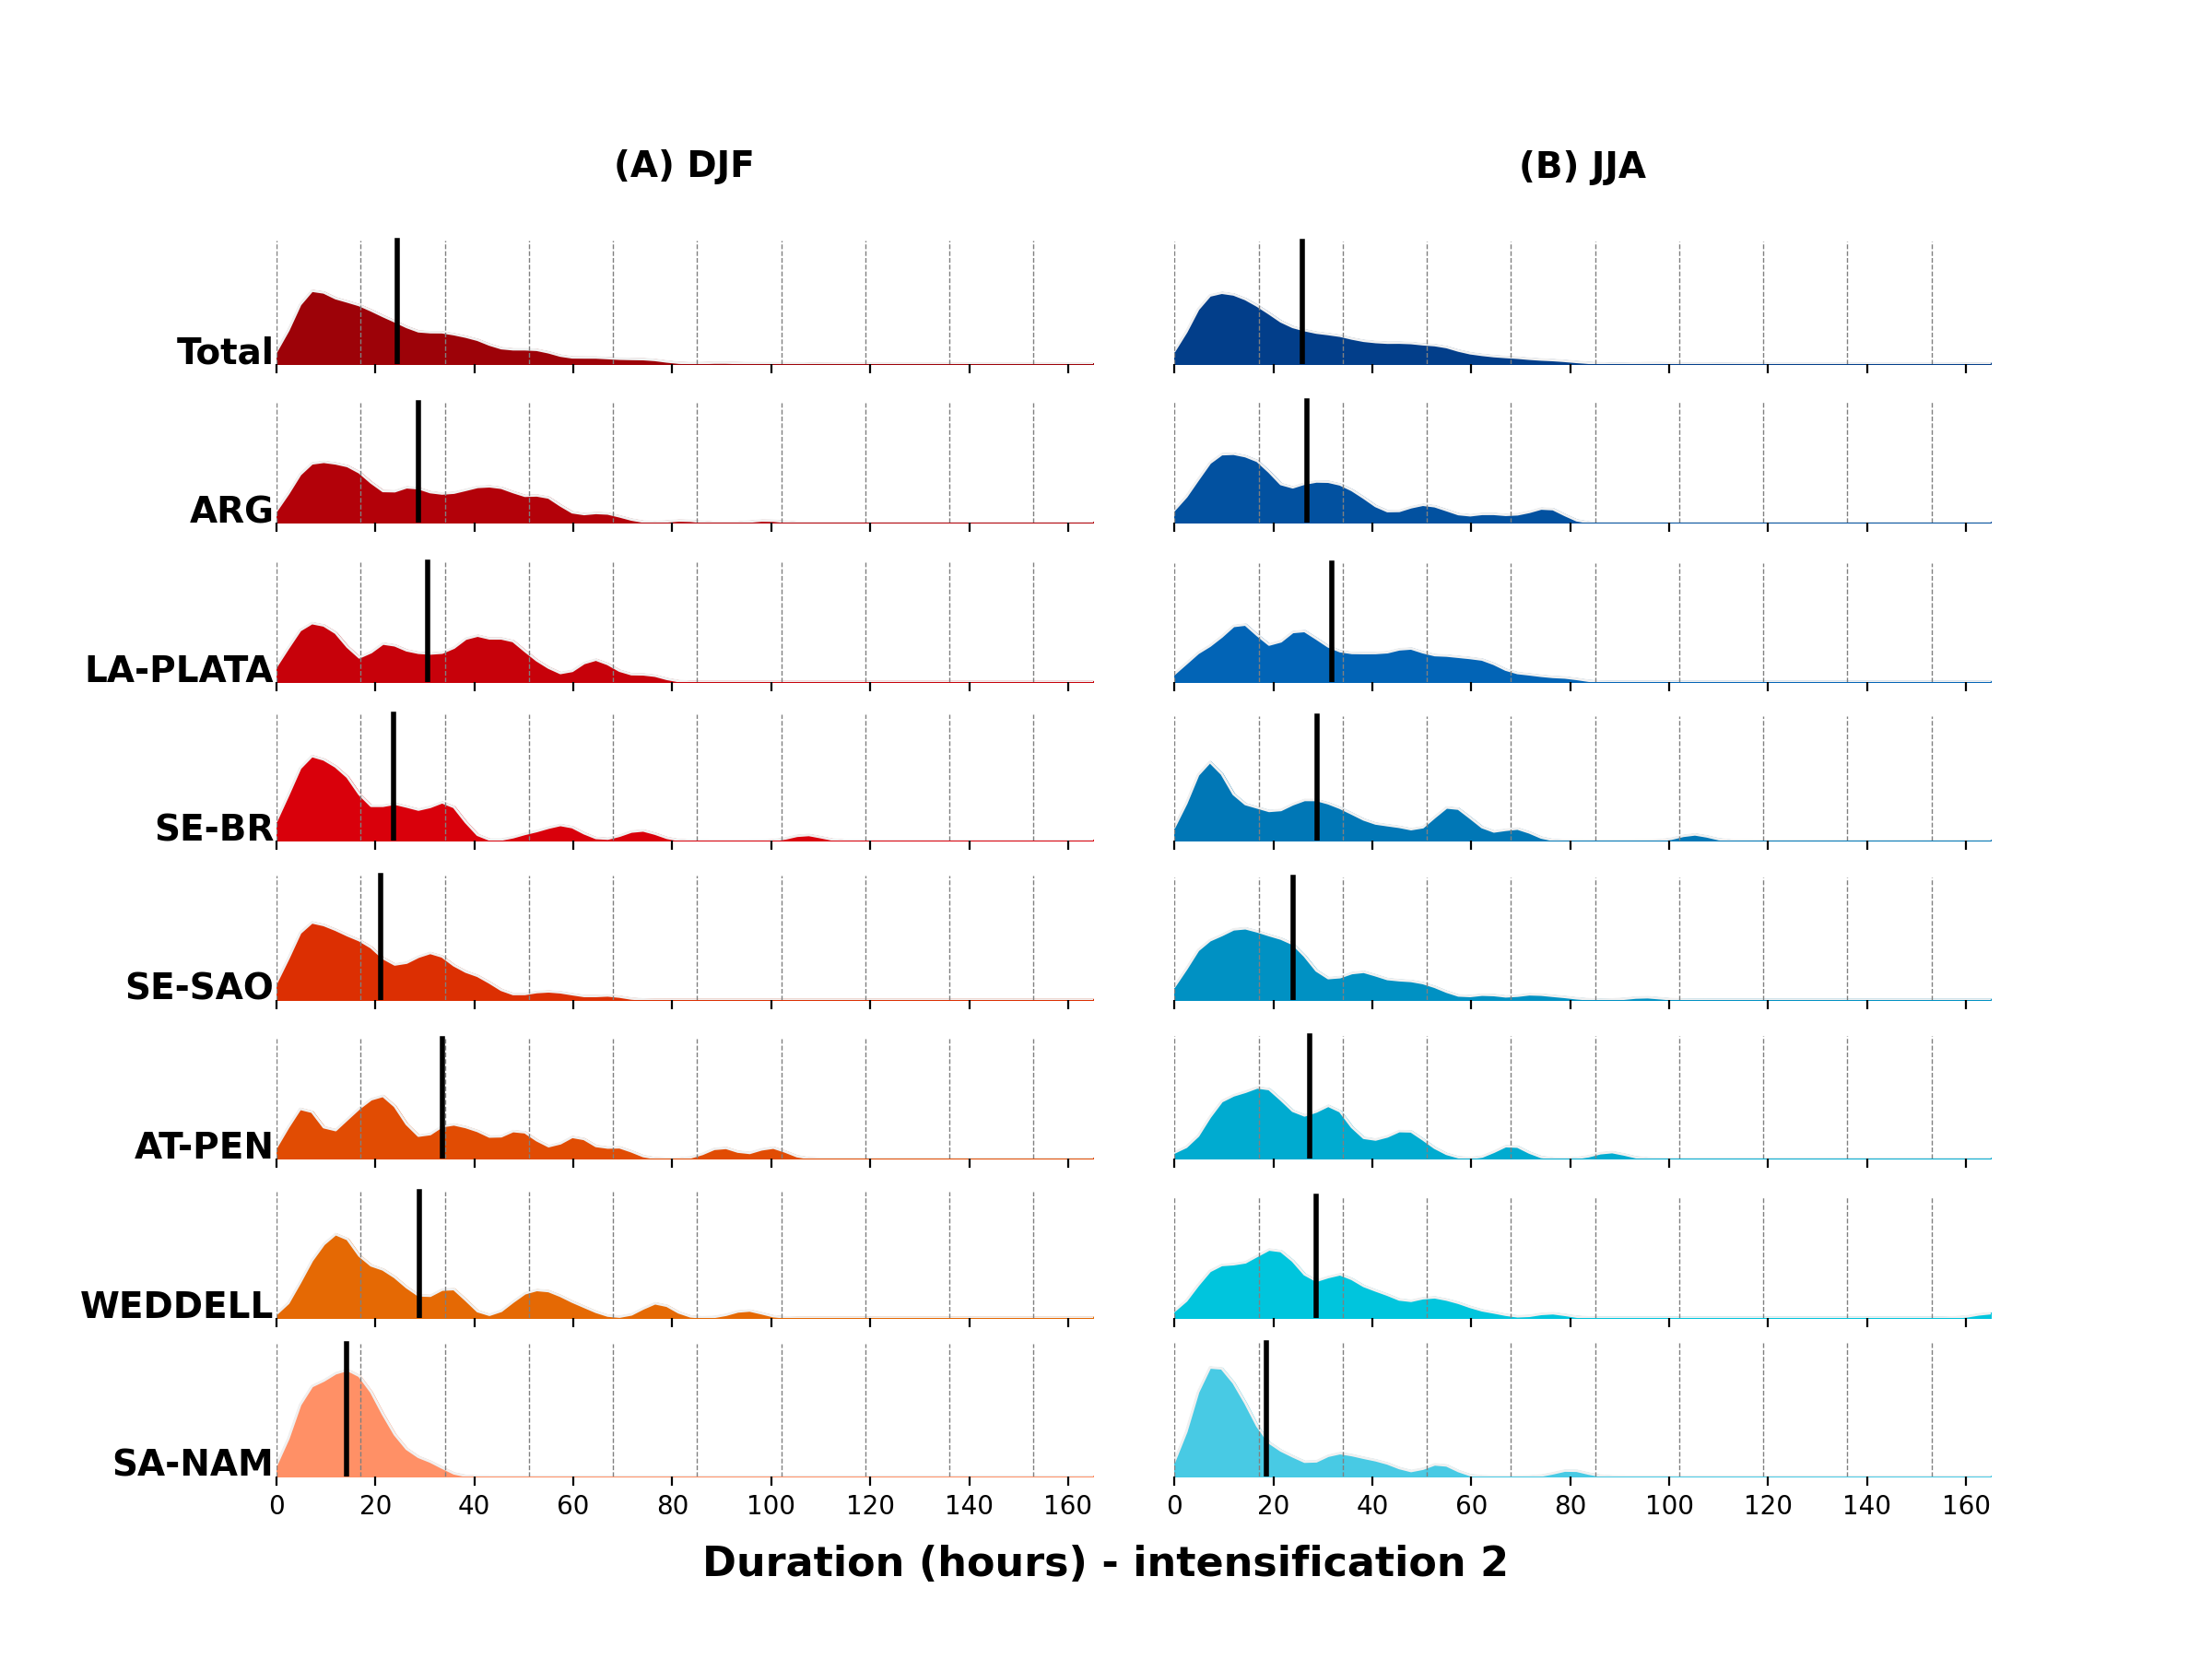 (A) DJF
(B) JJA
Total
ARG
LA-PLATA
SE-BR
SE-SAO
AT-PEN
WEDDELL
SA-NAM
0 20 40 60 80 100 120 140 160
0 20 40 60 80 100 120 140 160
Duration (hours) - intensification 2